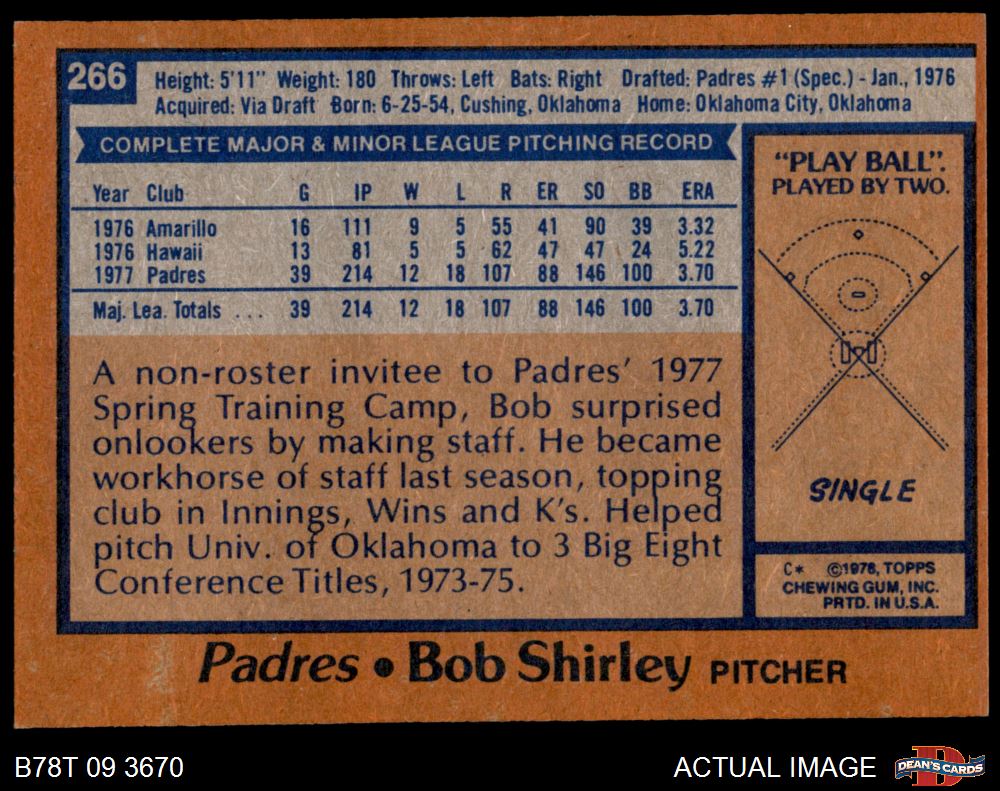 266
Height: 5'11" Weight: 180 Throws: Left Bats: Right Drafted: Padres #1 (Spec.) - Jan., 1976
Acquired: Via Draft Born: 6-25-54, Cushing, Oklahoma Home: Oklahoma City, Oklahoma
COMPLETE MAJOR & MINOR LEAGUE PITCHING RECORD
Year Club G IP W L R ER SO BB ERA
1976 Amarillo 16 111 9 5 55 41 90 39 3.32
1976 Hawaii 13 81 5 5 62 47 47 24 5.22
1977 Padres 39 214 12 18 107 88 146 100 3.70
Maj. Lea. Totals ... 39 214 12 18 107 88 146 100 3.70
A non-roster invitee to Padres' 1977
Spring Training Camp, Bob surprised
onlookers by making staff. He became
workhorse of staff last season, topping
club in Innings, Wins and K's. Helped
pitch Univ. of Oklahoma to 3 Big Eight
Conference Titles, 1973-75.
"PLAY BALL".
PLAYED BY TWO.
SINGLE
C* ©1978, TOPPS
CHEWING GUM, INC.
PRTD. IN U.S.A.
Padres • Bob Shirley PITCHER
B78T 09 3670
ACTUAL IMAGE
DEAN'S CARDS